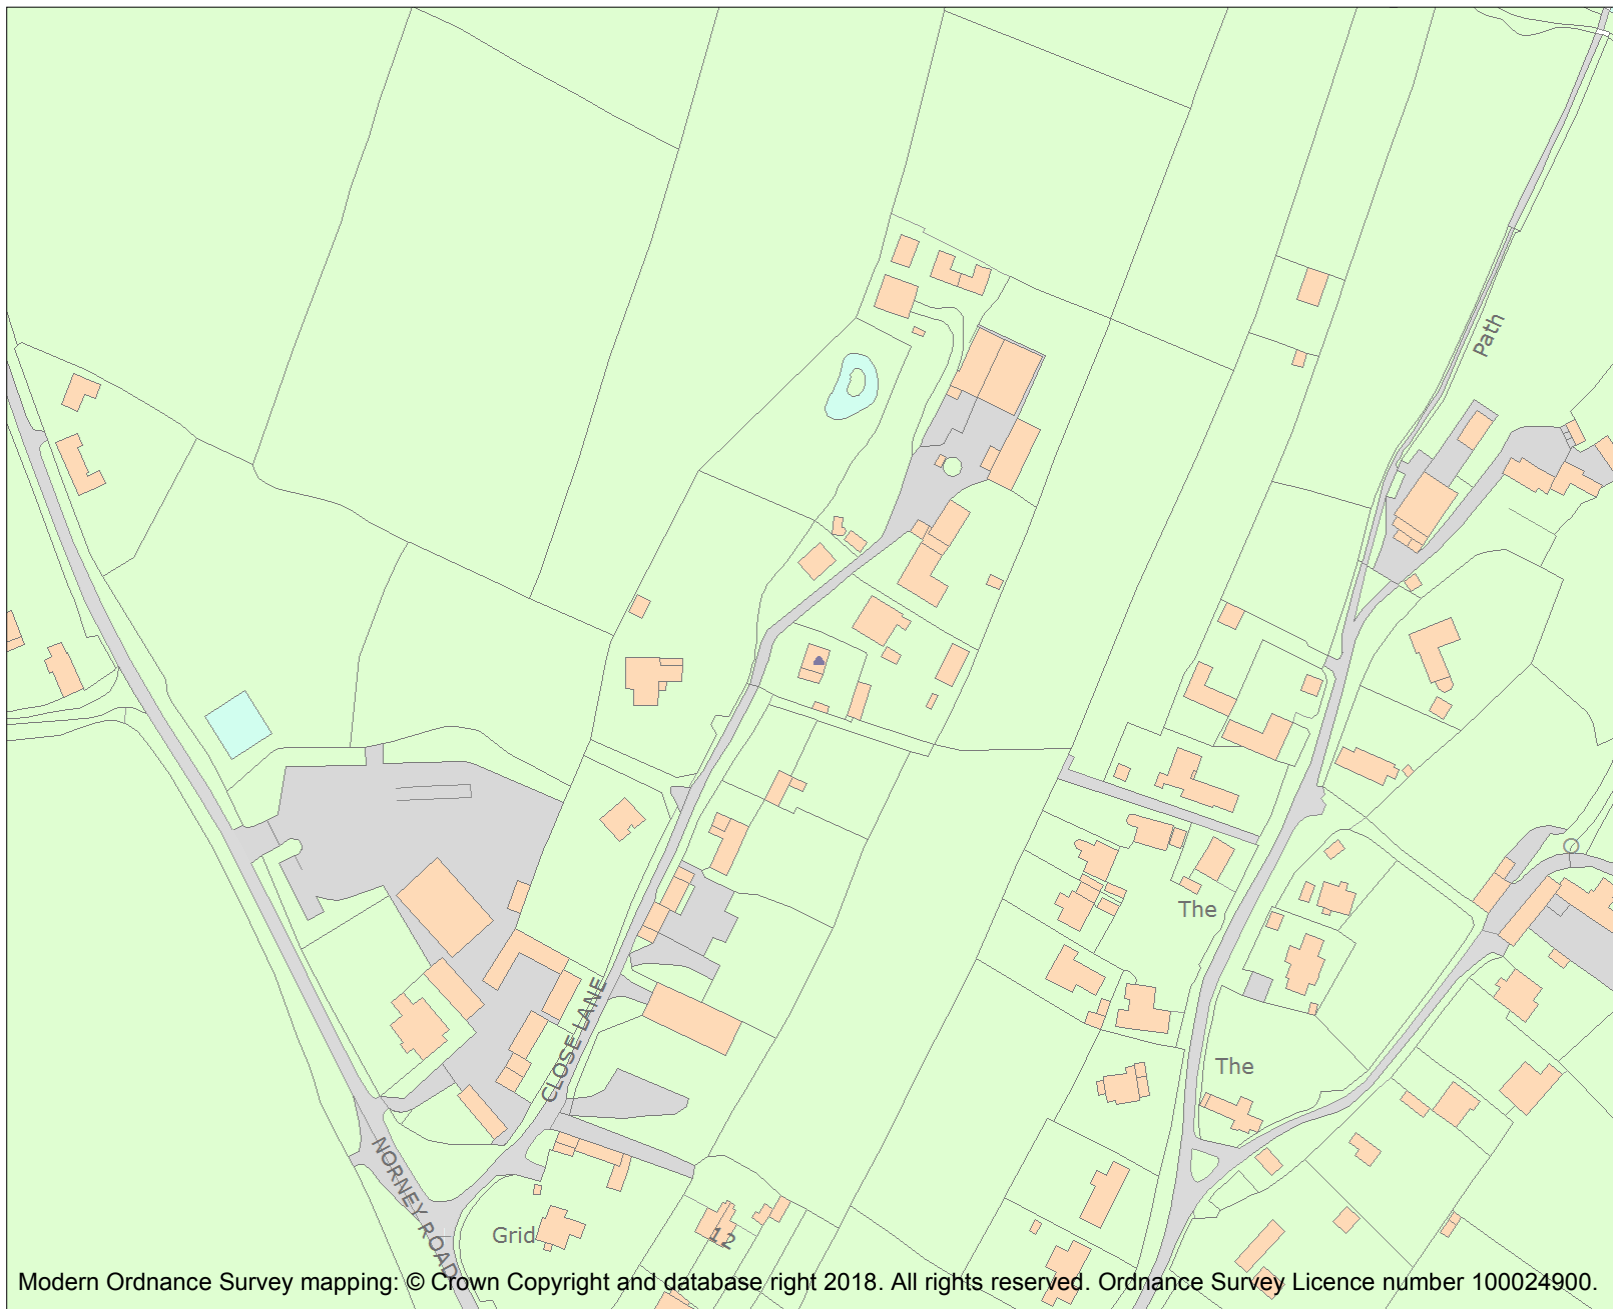 Path
The
CLOSE LANE
The
NORNEY ROAD
Grid
12
Modern Ordnance Survey mapping: © Crown Copyright and database right 2018. All rights reserved. Ordnance Survey Licence number 100024900.